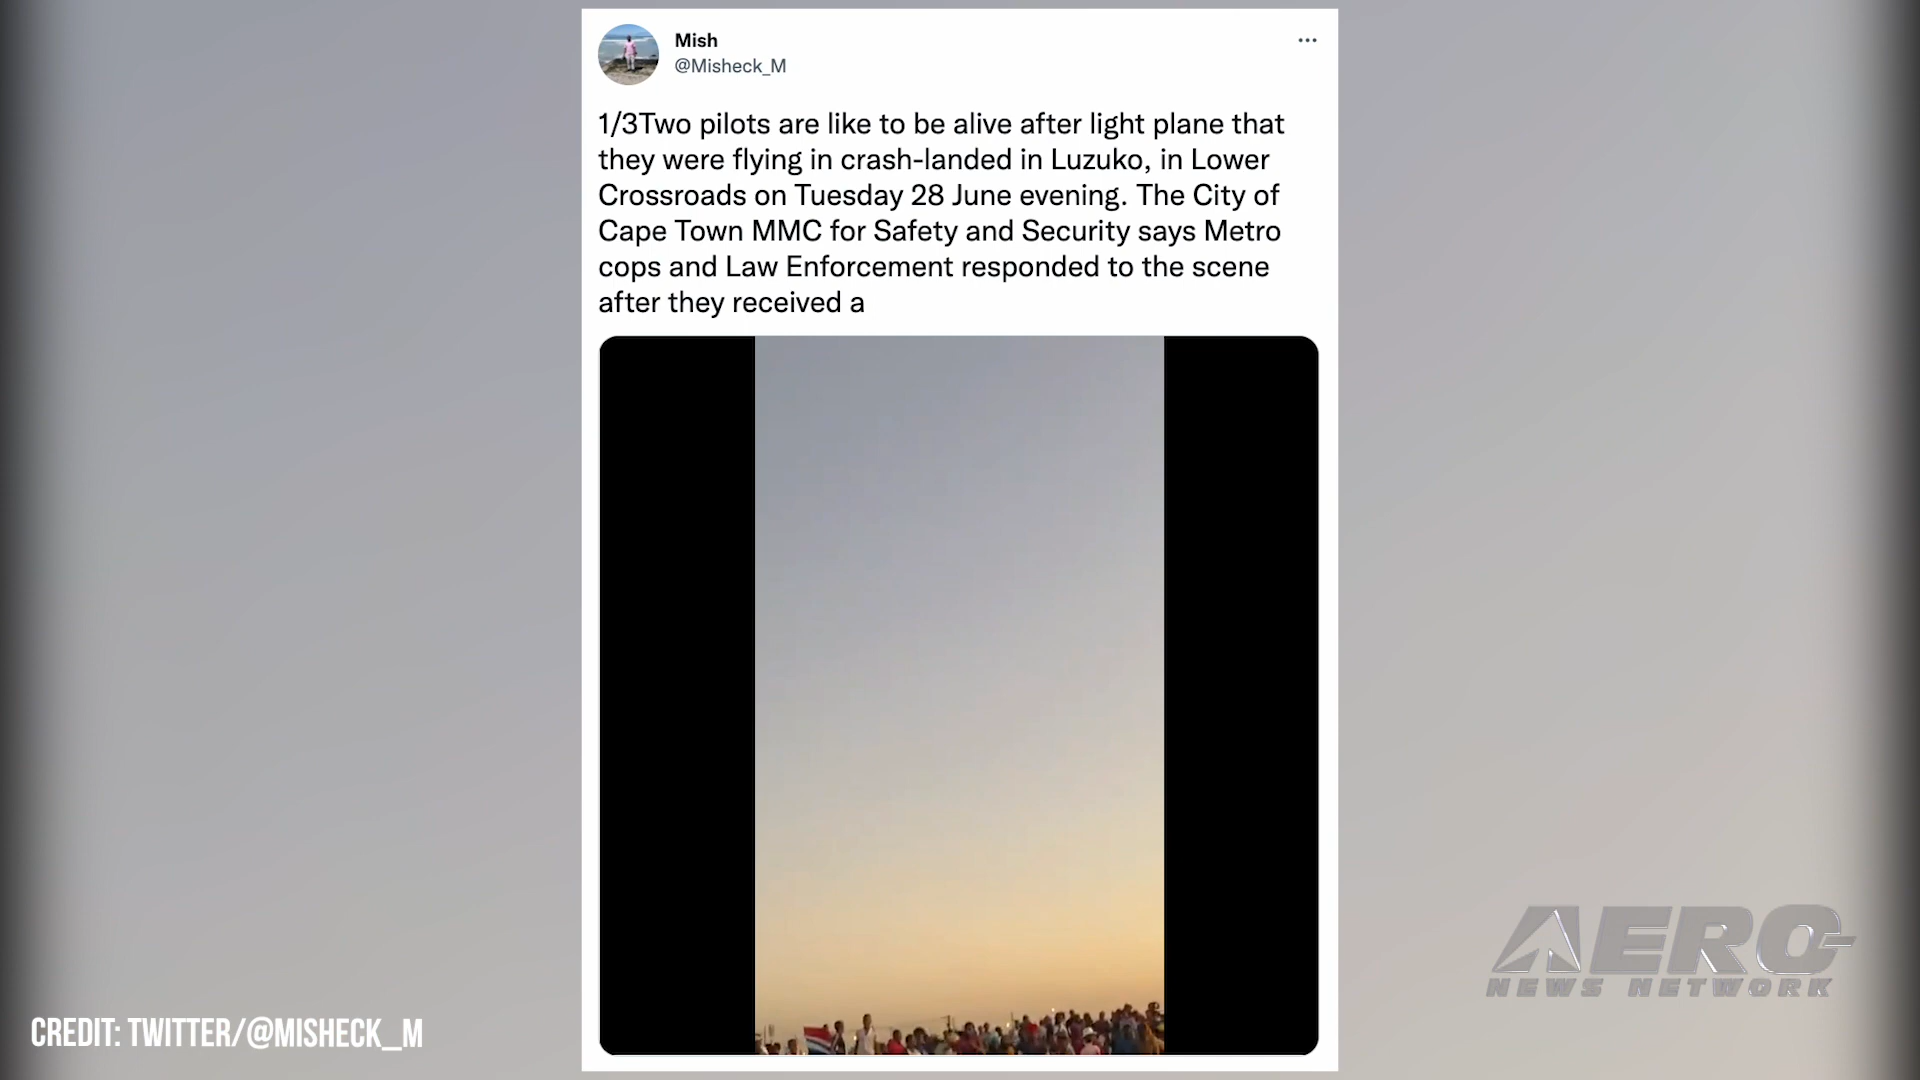 Mish
@Misheck_M
1/3Two pilots are like to be alive after light plane that
they were flying in crash-landed in Luzuko, in Lower
Crossroads on Tuesday 28 June evening. The City of
Cape Town MMC for Safety and Security says Metro
cops and Law Enforcement responded to the scene
after they received a
AERO-
NEWS NETWORK
CREDIT: TWITTER/@MISHECK_M